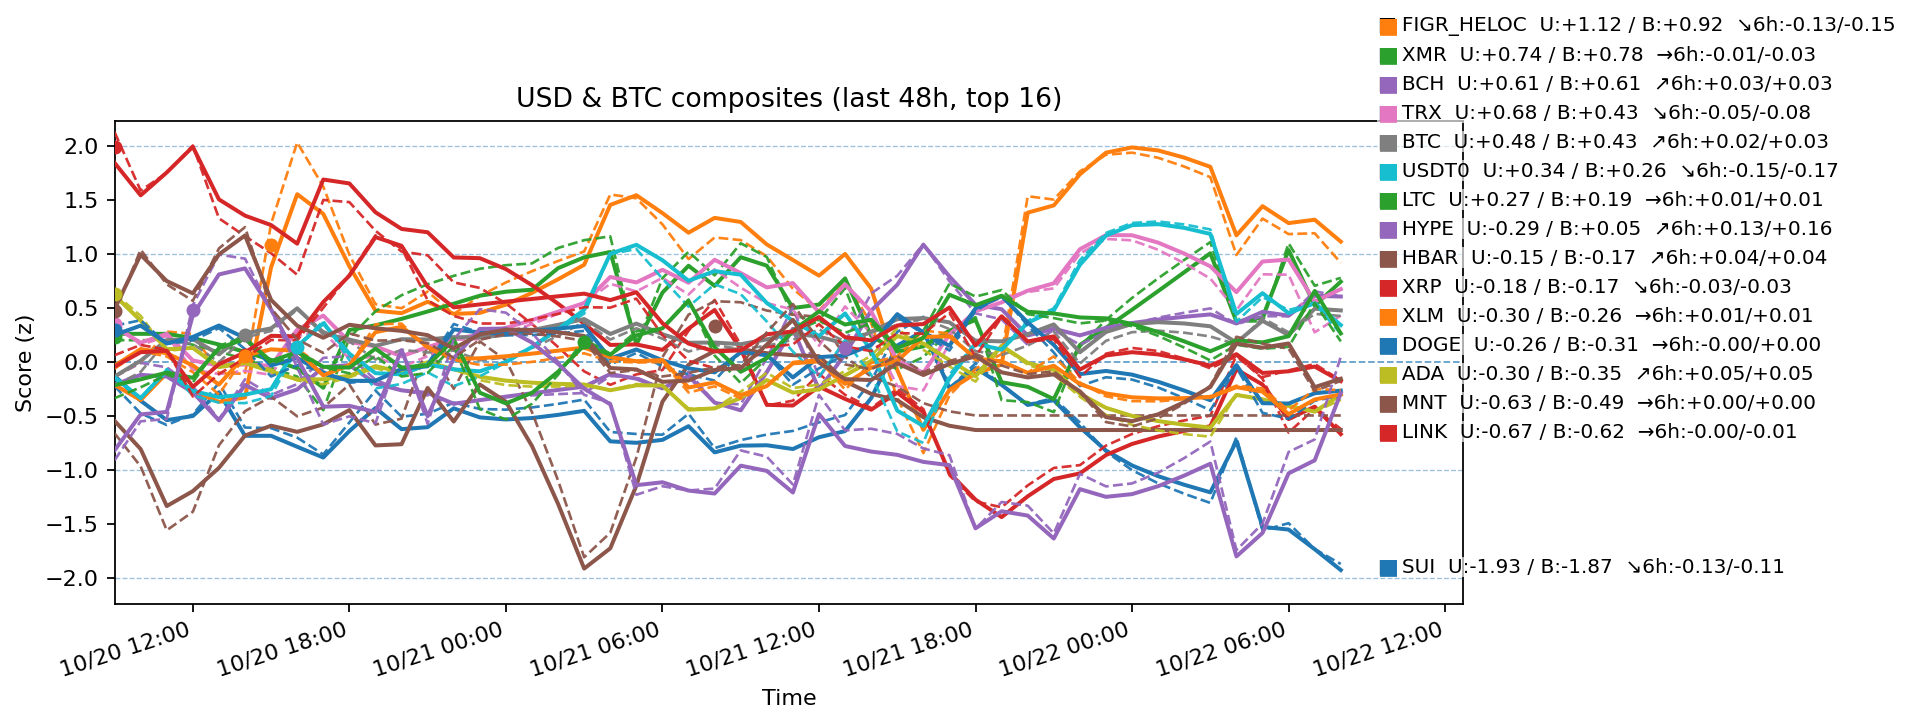 FIGR_HELOC U:+1.12 / B:+0.92 ↘6h:-0.13/-0.15
XMR U:+0.74 / B:+0.78 →6h:-0.01/-0.03
BCH U:+0.61 / B:+0.61 ↗6h:+0.03/+0.03
USD & BTC composites (last 48h, top 16)
TRX U:+0.68 / B:+0.43 ↘6h:-0.05/-0.08
BTC U:+0.48 / B:+0.43 ↗6h:+0.02/+0.03
USDT0 U:+0.34 / B:+0.26 ↘6h:-0.15/-0.17
LTC U:+0.27 / B:+0.19 →6h:+0.01/+0.01
HYPE U:-0.29 / B:+0.05 ↗6h:+0.13/+0.16
HBAR U:-0.15 / B:-0.17 ↗6h:+0.04/+0.04
XRP U:-0.18 / B:-0.17 ↘6h:-0.03/-0.03
XLM U:-0.30 / B:-0.26 →6h:+0.01/+0.01
DOGE U:-0.26 / B:-0.31 →6h:-0.00/+0.00
ADA U:-0.30 / B:-0.35 ↗6h:+0.05/+0.05
MNT U:-0.63 / B:-0.49 →6h:+0.00/+0.00
LINK U:-0.67 / B:-0.62 →6h:-0.00/-0.01
SUI U:-1.93 / B:-1.87 ↘6h:-0.13/-0.11
Score (z)
2.0
1.5
1.0
0.5
0.0
−0.5
−1.0
−1.5
−2.0
10/20 12:00
10/20 18:00
10/21 00:00
10/21 06:00
10/21 12:00
10/21 18:00
10/22 00:00
10/22 06:00
10/22 12:00
Time